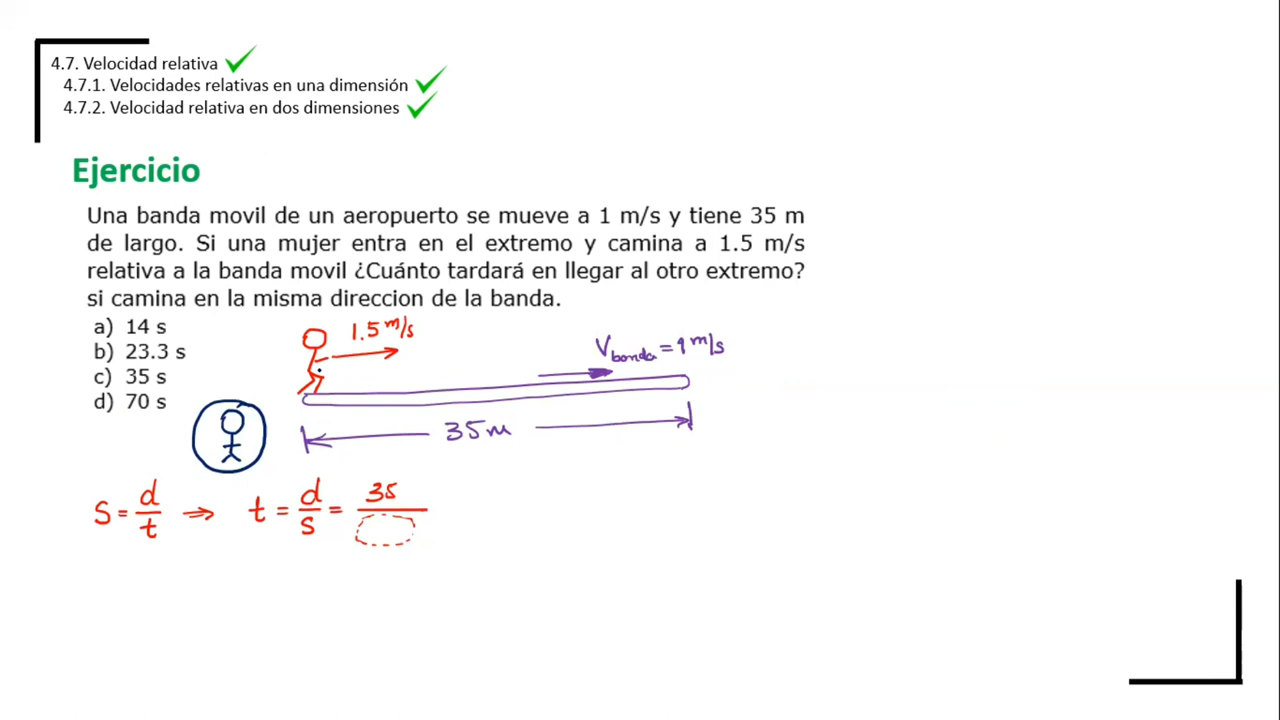 4.7. Velocidad relativa
4.7.1. Velocidades relativas en una dimensión
4.7.2. Velocidad relativa en dos dimensiones
Ejercicio
Una banda movil de un aeropuerto se mueve a 1 m/s y tiene 35 m
de largo. Si una mujer entra en el extremo y camina a 1.5 m/s
relativa a la banda movil ¿Cuánto tardará en llegar al otro extremo?
si camina en la misma direccion de la banda.
a) 14 s
b) 23.3 s
c) 35 s
d) 70 s
1.5 m/s
Vbanda = 1 m/s
35 m
S = d/t ⇒ t = d/s = 35/